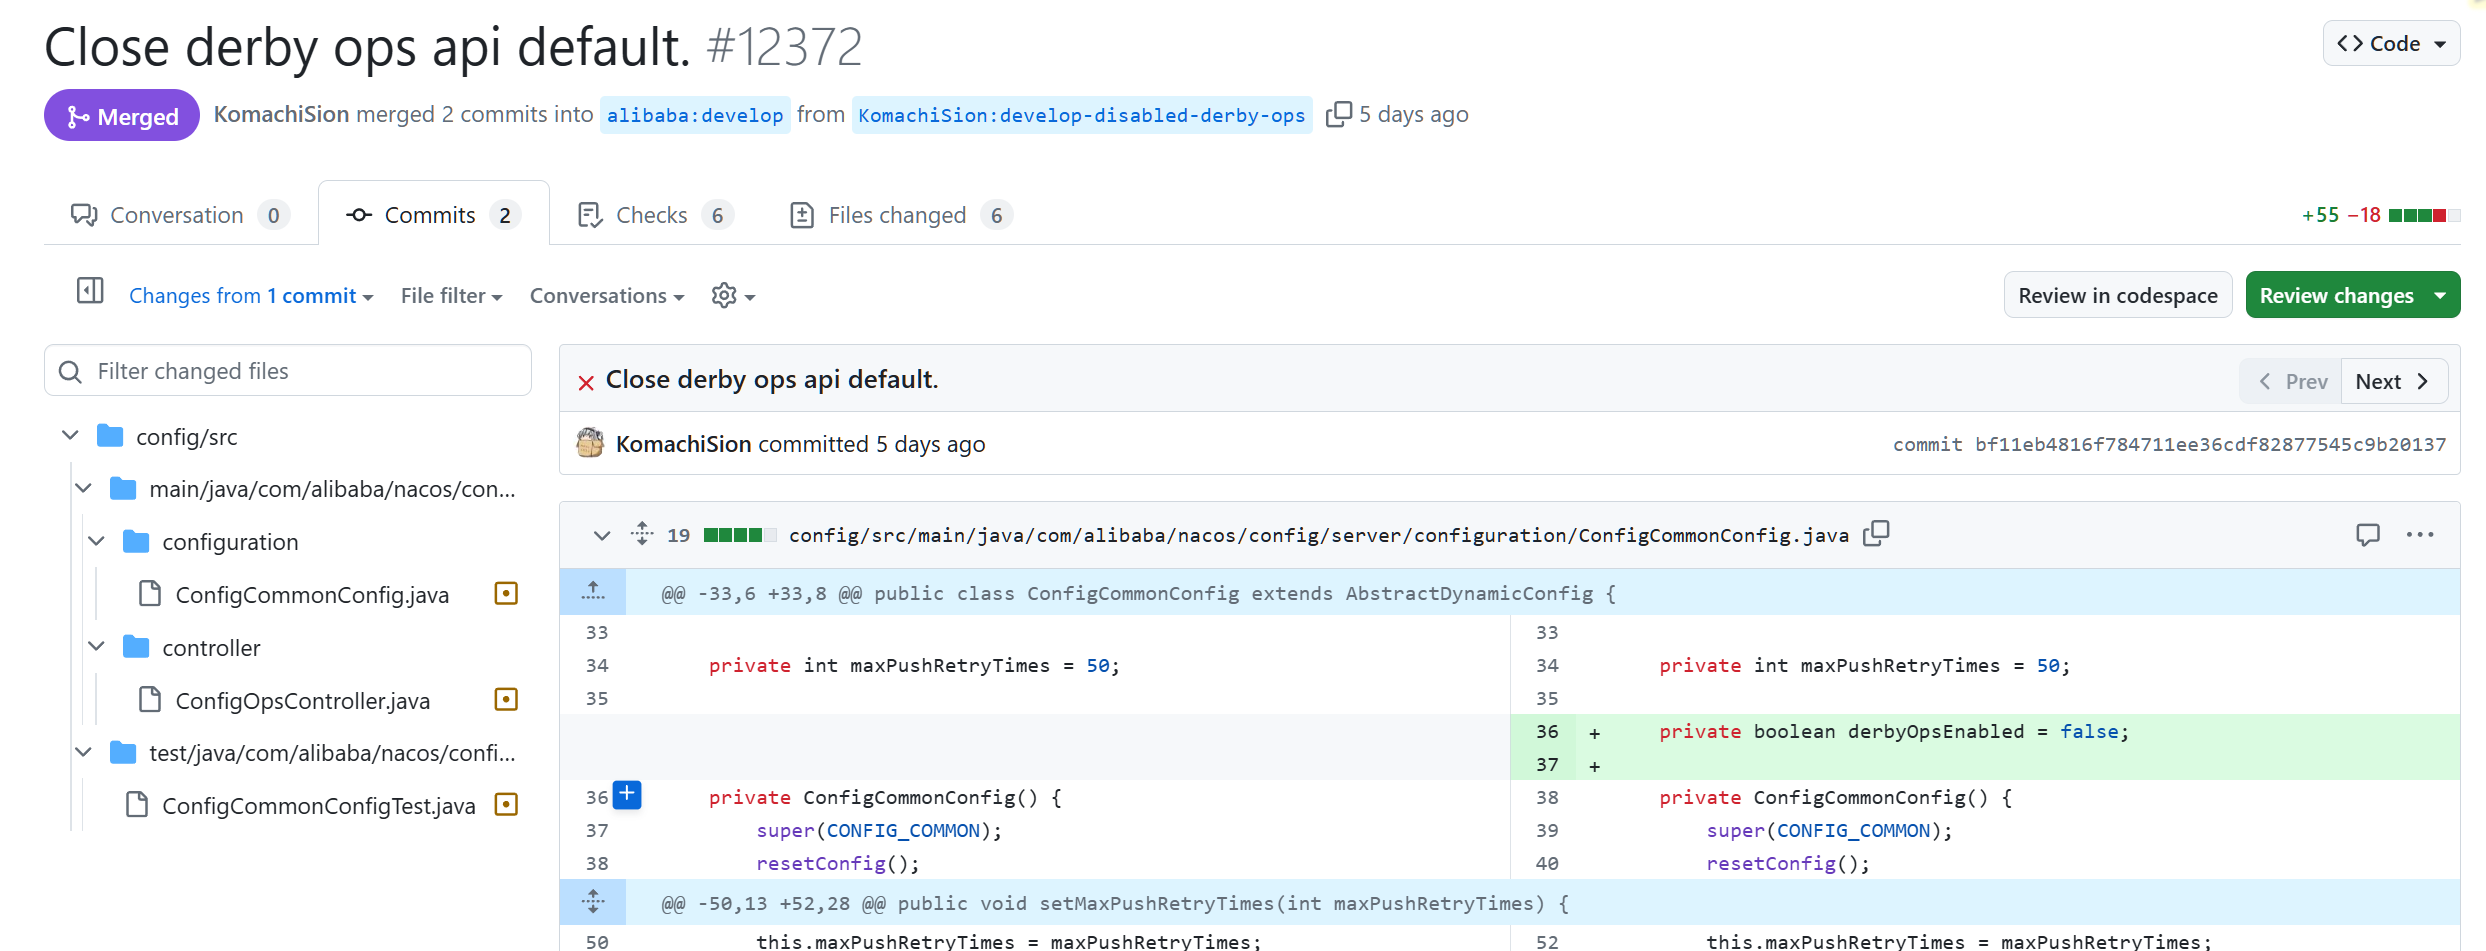 Close derby ops api default. #12372
<> Code
Merged KomachiSion merged 2 commits into alibaba:develop from KomachiSion:develop-disabled-derby-ops 5 days ago
Conversation 0 Commits 2 Checks 6 Files changed 6 +55 −18
Changes from 1 commit File filter Conversations Review in codespace Review changes
Filter changed files
config/src
main/java/com/alibaba/nacos/con...
configuration
ConfigCommonConfig.java
controller
ConfigOpsController.java
test/java/com/alibaba/nacos/confi...
ConfigCommonConfigTest.java
Close derby ops api default. Prev Next
KomachiSion committed 5 days ago commit bf11eb4816f784711ee36cdf82877545c9b20137
19 config/src/main/java/com/alibaba/nacos/config/server/configuration/ConfigCommonConfig.java
@@ -33,6 +33,8 @@ public class ConfigCommonConfig extends AbstractDynamicConfig {
33 33
34 private int maxPushRetryTimes = 50; 34 private int maxPushRetryTimes = 50;
35 35
36 + private boolean derbyOpsEnabled = false;
37 +
36 private ConfigCommonConfig() { 38 private ConfigCommonConfig() {
37 super(CONFIG_COMMON); 39 super(CONFIG_COMMON);
38 resetConfig(); 40 resetConfig();
@@ -50,13 +52,28 @@ public void setMaxPushRetryTimes(int maxPushRetryTimes) {
50 this.maxPushRetryTimes = maxPushRetryTimes; 52 this.maxPushRetryTimes = maxPushRetryTimes;